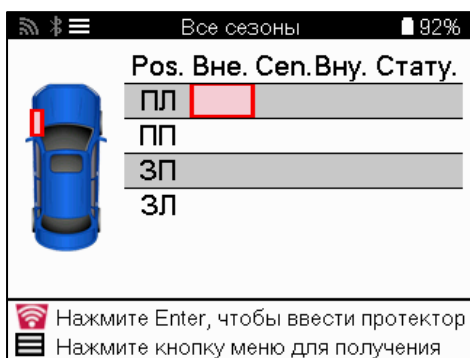 Все сезоны 92%
Pos. Вне. Cen. Вну. Стату.
ПЛ
ПП
ЗП
ЗЛ
Нажмите Enter, чтобы ввести протектор
Нажмите кнопку меню для получения